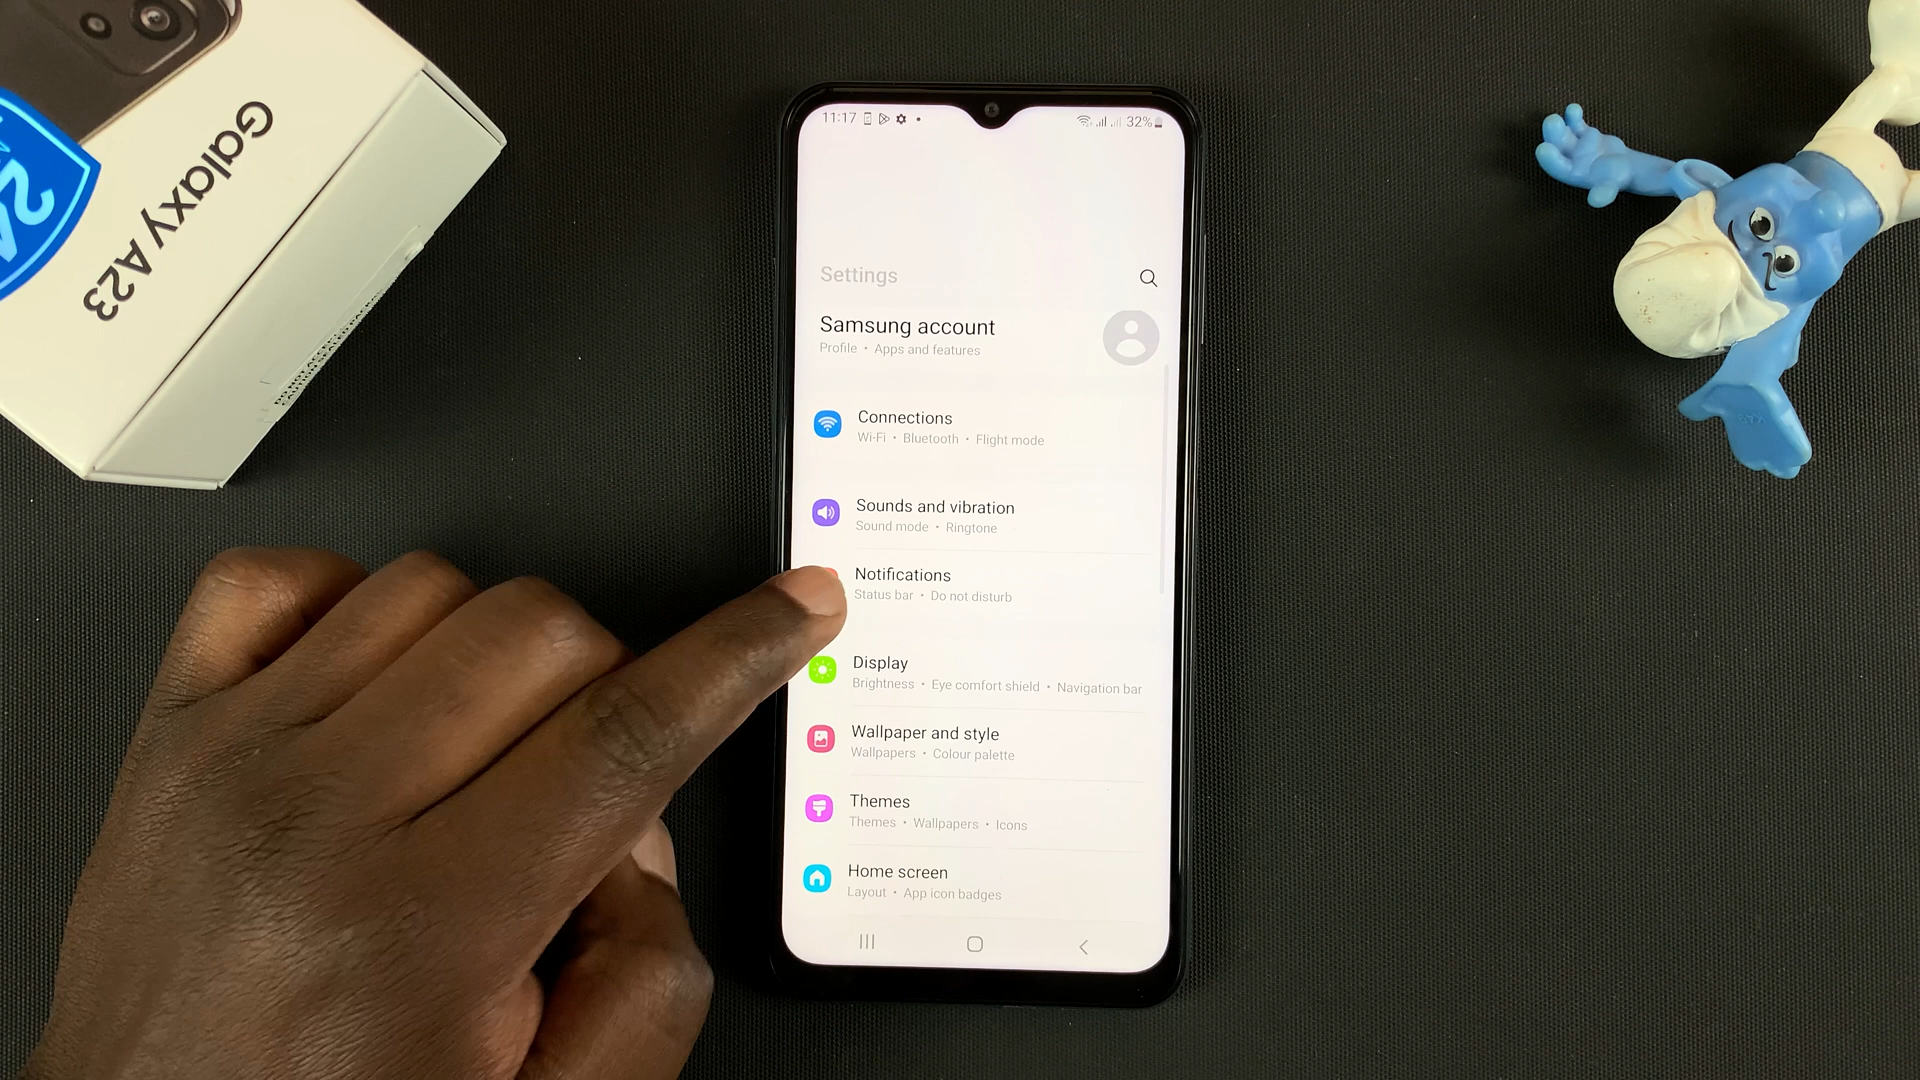 Galaxy A23
24
11:17
32%
Settings
Samsung account
Profile • Apps and features
Connections
Wi-Fi • Bluetooth • Flight mode
Sounds and vibration
Sound mode • Ringtone
Notifications
Status bar • Do not disturb
Display
Brightness • Eye comfort shield • Navigation bar
Wallpaper and style
Wallpapers • Colour palette
Themes
Themes • Wallpapers • Icons
Home screen
Layout • App icon badges